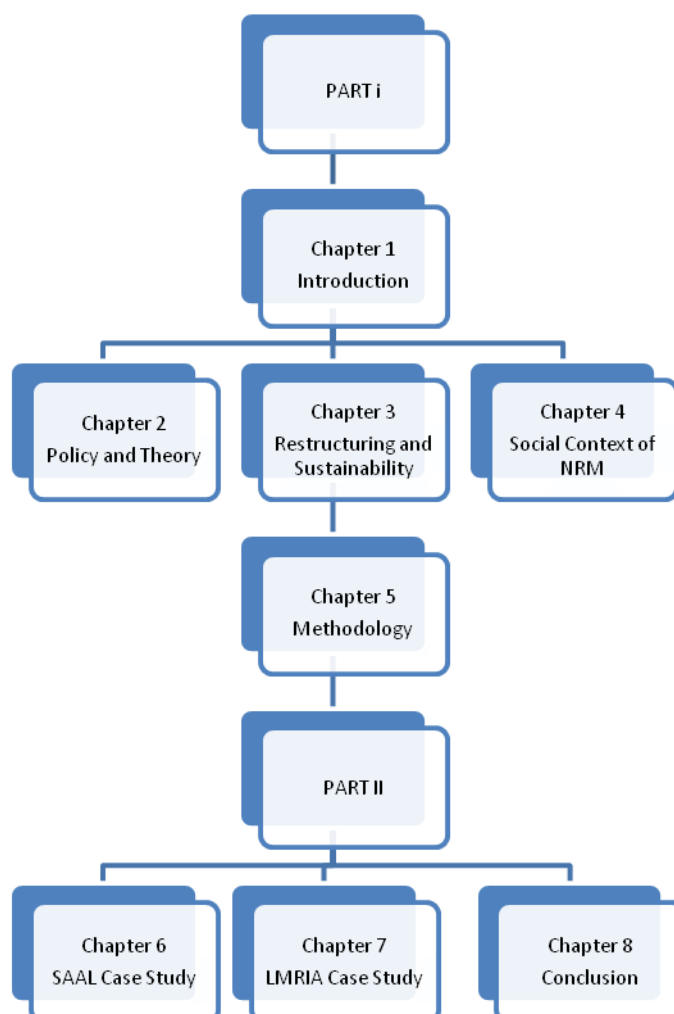 PART i
Chapter 1
Introduction
Chapter 2
Policy and Theory
Chapter 3
Restructuring and
Sustainability
Chapter 4
Social Context of
NRM
Chapter 5
Methodology
PART II
Chapter 6
SAAL Case Study
Chapter 7
LMRIA Case Study
Chapter 8
Conclusion